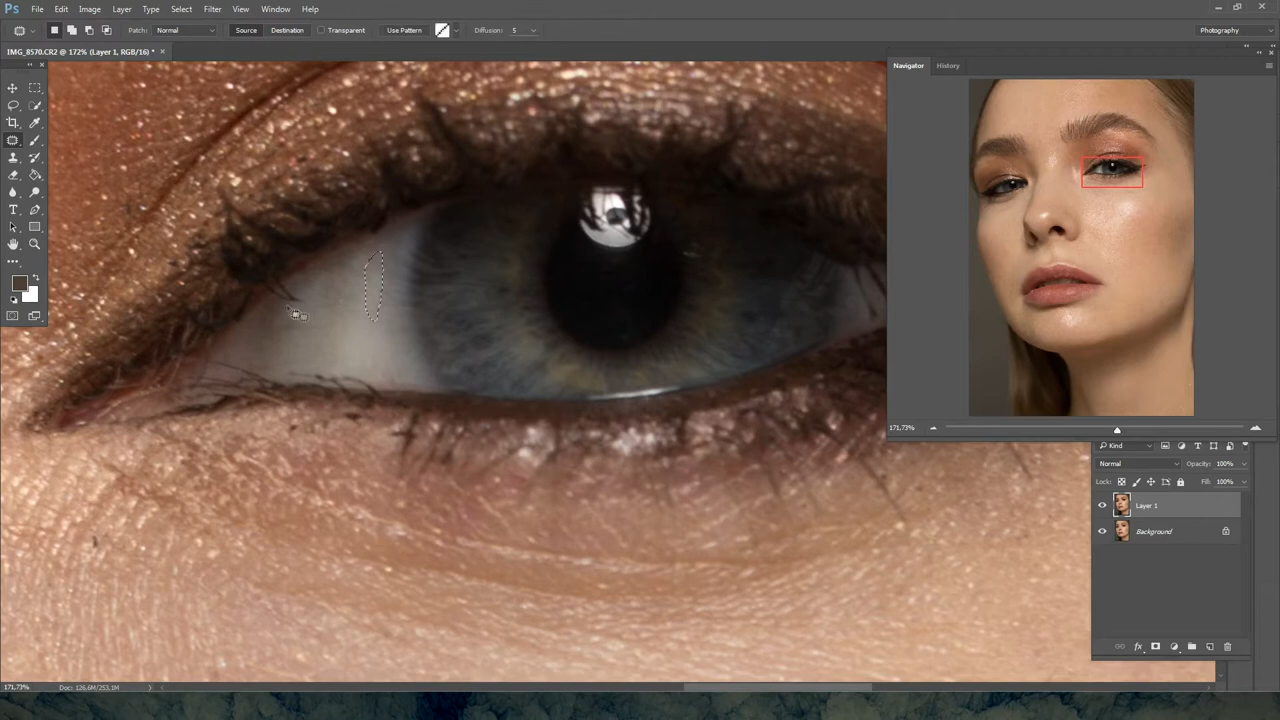 Ps File Edit Image Layer Type Select Filter View Window Help
Patch: Normal Source Destination Transparent Use Pattern Diffusion: 5 Photography
IMG_8570.CR2 @ 172% (Layer 1, RGB/16) *
Navigator History
171,73%
Kind
Normal Opacity: 100%
Lock: Fill: 100%
Layer 1
Background
171,73% Doc: 126.6M/253.1M